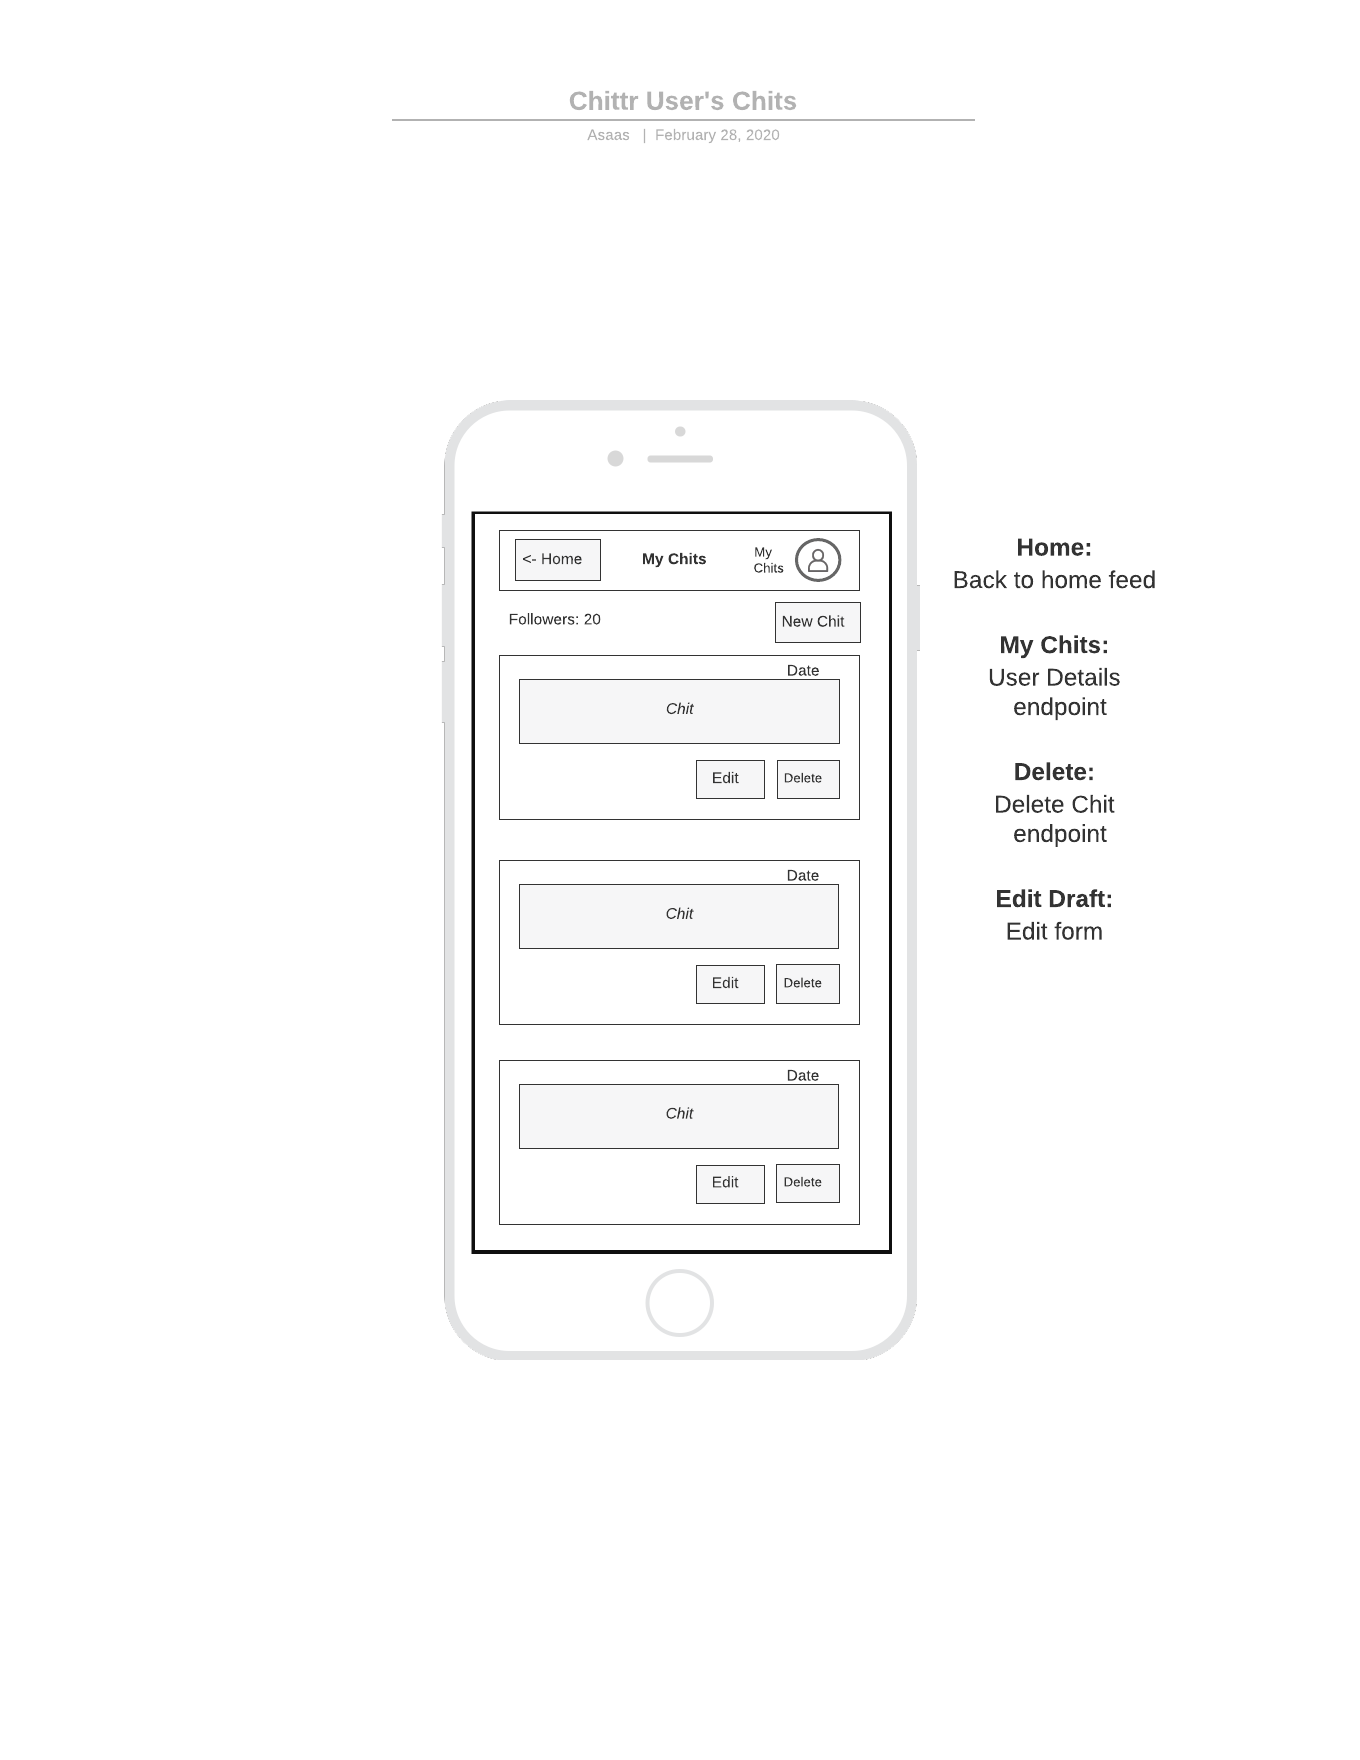 Chittr User's Chits
Asaas | February 28, 2020
<- Home
My Chits
My
Chits
Followers: 20
New Chit
Date
Chit
Edit
Delete
Date
Chit
Edit
Delete
Date
Chit
Edit
Delete
Home:
Back to home feed
My Chits:
User Details
endpoint
Delete:
Delete Chit
endpoint
Edit Draft:
Edit form